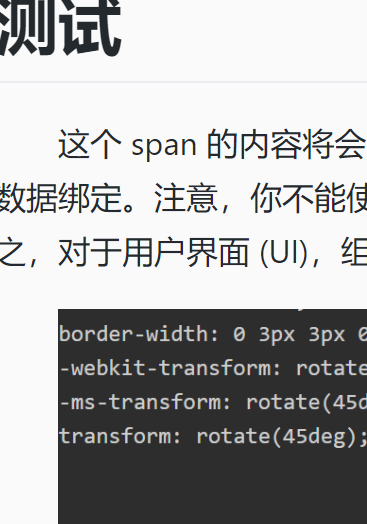 测试
这个 span 的内容将会
数据绑定。注意，你不能使
之，对于用户界面 (UI)，组
border-width: 0 3px 3px 0
-webkit-transform: rotate
-ms-transform: rotate(45d
transform: rotate(45deg);